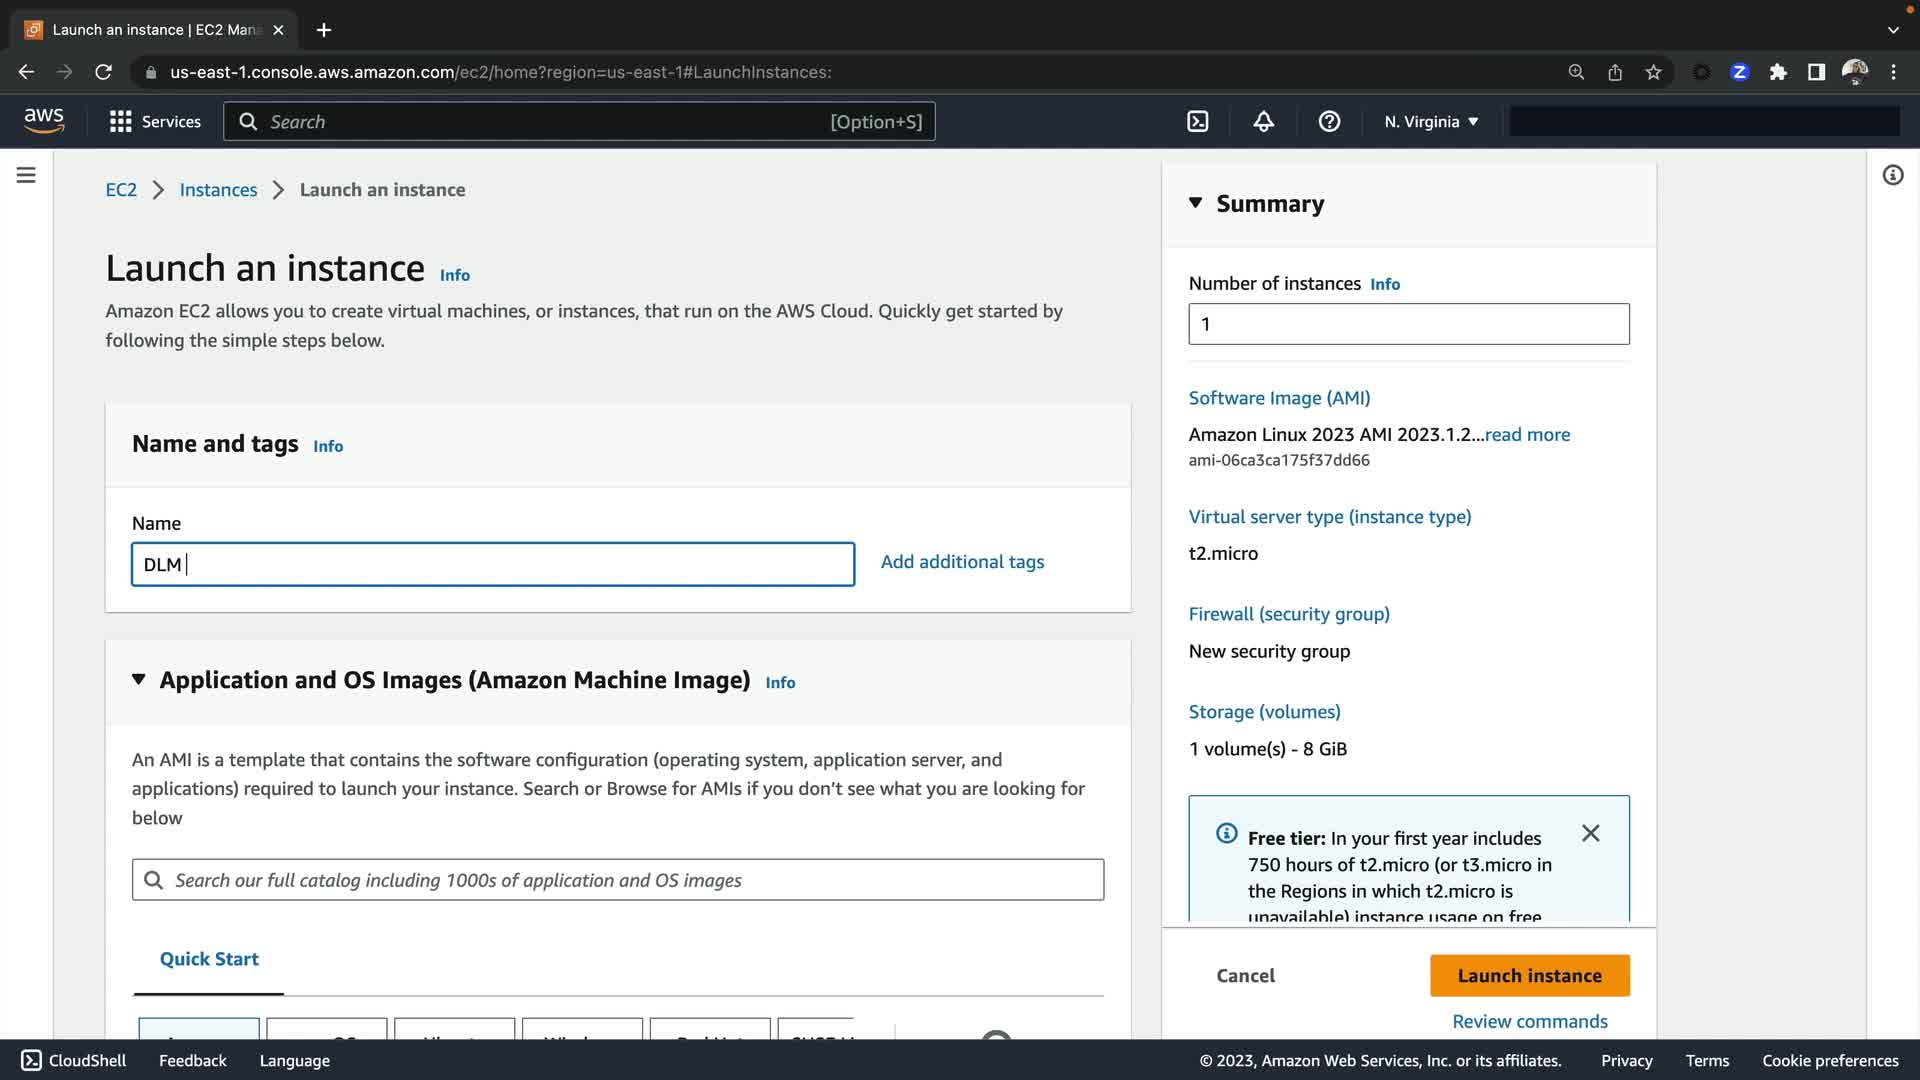 Launch an instance | EC2 Man
us-east-1.console.aws.amazon.com/ec2/home?region=us-east-1#LaunchInstances:
aws
Services
Search
[Option+S]
N. Virginia
EC2
Instances
Launch an instance
Launch an instance Info
Amazon EC2 allows you to create virtual machines, or instances, that run on the AWS Cloud. Quickly get started by
following the simple steps below.
Name and tags Info
Name
DLM
Add additional tags
Application and OS Images (Amazon Machine Image) Info
An AMI is a template that contains the software configuration (operating system, application server, and
applications) required to launch your instance. Search or Browse for AMIs if you don’t see what you are looking for
below
Search our full catalog including 1000s of application and OS images
Quick Start
Summary
Number of instances Info
1
Software Image (AMI)
Amazon Linux 2023 AMI 2023.1.2...read more
ami-06ca3ca175f37dd66
Virtual server type (instance type)
t2.micro
Firewall (security group)
New security group
Storage (volumes)
1 volume(s) - 8 GiB
Free tier: In your first year includes
750 hours of t2.micro (or t3.micro in
the Regions in which t2.micro is
unavailable) instance usage on free
Cancel
Launch instance
Review commands
CloudShell
Feedback
Language
© 2023, Amazon Web Services, Inc. or its affiliates.
Privacy
Terms
Cookie preferences